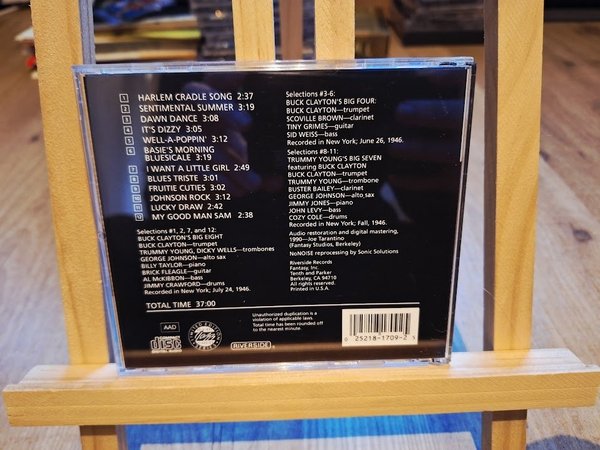 1 HARLEM CRADLE SONG 2:37
2 SENTIMENTAL SUMMER 3:19
3 DAWN DANCE 3:08
4 IT'S DIZZY 3:05
5 WELL-A-POPPIN' 3:12
6 BASIE'S MORNING
BLUESICALE 3:19
7 I WANT A LITTLE GIRL 2:49
8 BLUES TRISTE 3:01
9 FRUITIE CUTIES 3:02
10 JOHNSON ROCK 3:12
11 LUCKY DRAW 2:42
12 MY GOOD MAN SAM 2:38
Selections #1, 2, 7, and 12:
BUCK CLAYTON'S BIG EIGHT
BUCK CLAYTON—trumpet
TRUMMY YOUNG, DICKY WELLS—trombones
GEORGE JOHNSON—alto sax
BILLY TAYLOR—piano
BRICK FLEAGLE—guitar
AL McKIBBON—bass
JIMMY CRAWFORD—drums
Recorded in New York; July 24, 1946.
TOTAL TIME 37:00
Selections #3-6:
BUCK CLAYTON'S BIG FOUR:
BUCK CLAYTON—trumpet
SCOVILLE BROWN—clarinet
TINY GRIMES—guitar
SID WEISS—bass
Recorded in New York; June 26, 1946.
Selections #8-11:
TRUMMY YOUNG'S BIG SEVEN
featuring BUCK CLAYTON
BUCK CLAYTON—trumpet
TRUMMY YOUNG—trombone
BUSTER BAILEY—clarinet
GEORGE JOHNSON—alto sax
JIMMY JONES—piano
JOHN LEVY—bass
COZY COLE—drums
Recorded in New York; Fall, 1946.
Audio restoration and digital mastering,
1990—Joe Tarantino
(Fantasy Studios, Berkeley)
NoNOISE reprocessing by Sonic Solutions
Riverside Records
Fantasy, Inc.
Tenth and Parker
Berkeley, CA 94710
All rights reserved.
Printed in U.S.A.
AAD
Unauthorized duplication is a
violation of applicable laws.
Total time has been rounded off
to the nearest minute.
COMPACT
disc
DIGITAL AUDIO
LIMITED EDITION
RIVERSIDE
0 25218-1709-2 5